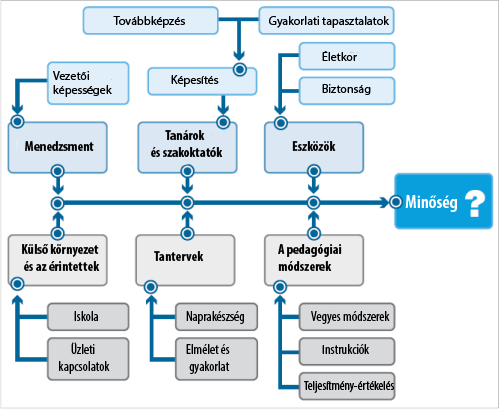 Továbbképzés
Gyakorlati tapasztalatok
Vezetői
képességek
Képesítés
Életkor
Biztonság
Menedzsment
Tanárok
és szakoktatók
Eszközök
Minőség ?
Külső környezet
és az érintettek
Tantervek
A pedagógiai
módszerek
Iskola
Üzleti
kapcsolatok
Naprakészség
Elmélet és
gyakorlat
Vegyes módszerek
Instrukciók
Teljesítmény-értékelés